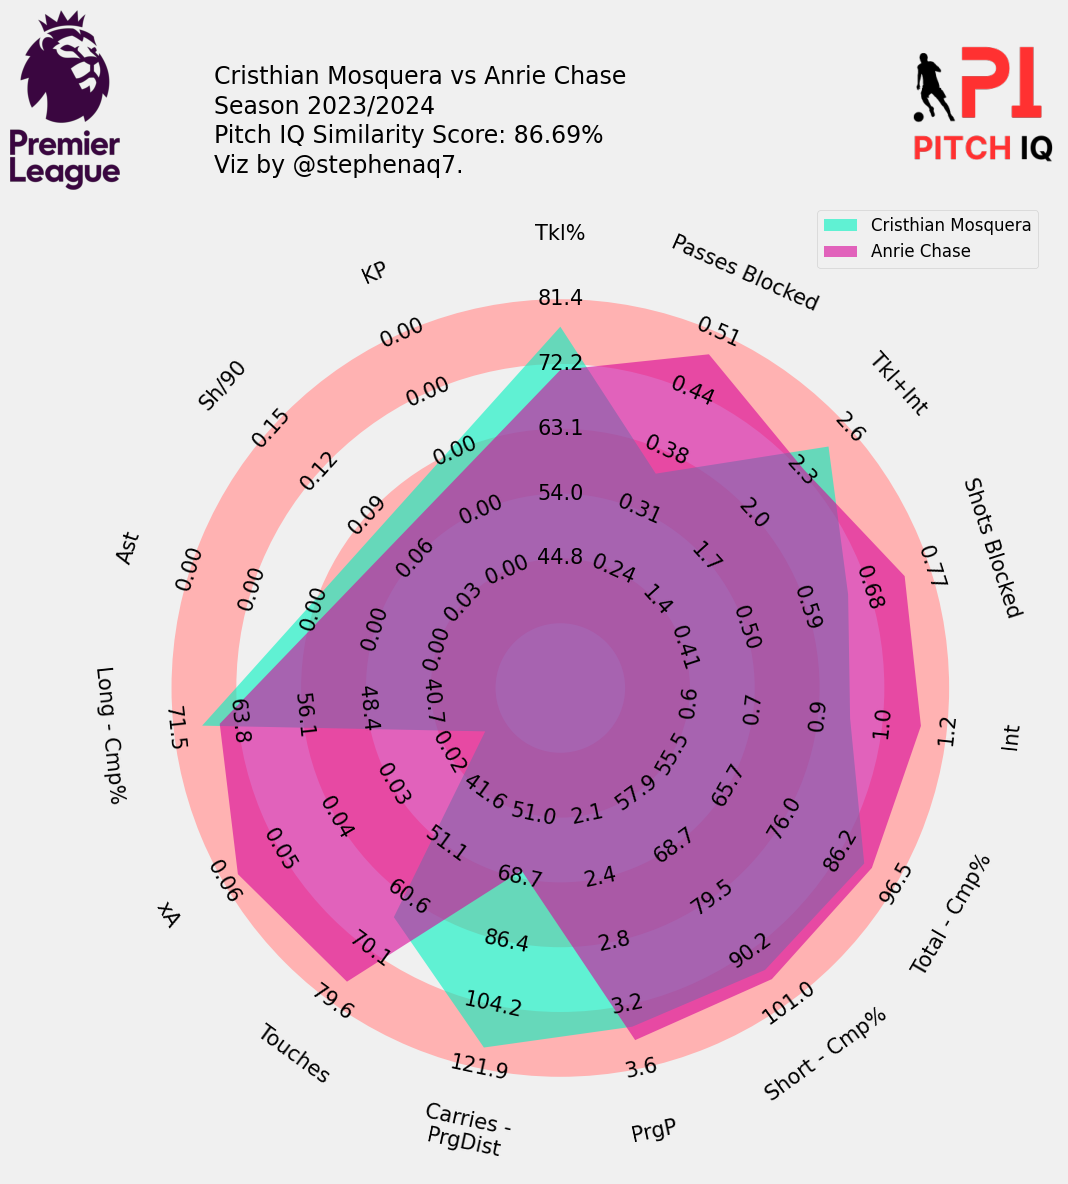 Cristhian Mosquera vs Anrie Chase
Season 2023/2024
Pitch IQ Similarity Score: 86.69%
Viz by @stephenaq7.
Premier
League
PI
PITCH IQ
Cristhian Mosquera
Anrie Chase
Tkl%
81.4
72.2
63.1
54.0
44.8
Passes Blocked
0.51
0.44
0.38
0.31
0.24
Tkl+Int
2.6
2.3
2.0
1.7
1.4
Shots Blocked
0.77
0.68
0.59
0.50
0.41
Int
1.2
1.0
0.9
0.7
0.6
Total - Cmp%
96.5
86.2
76.0
65.7
55.5
Short - Cmp%
101.0
90.2
79.5
68.7
57.9
PrgP
3.6
3.2
2.8
2.4
2.1
Carries -
PrgDist
121.9
104.2
86.4
68.7
51.0
Touches
79.6
70.1
60.6
51.1
41.6
xA
0.06
0.05
0.04
0.03
0.02
Long - Cmp%
71.5
63.8
56.1
48.4
40.7
Ast
0.00
0.00
0.00
0.00
0.00
Sh/90
0.15
0.12
0.09
0.06
0.03
KP
0.00
0.00
0.00
0.00
0.00